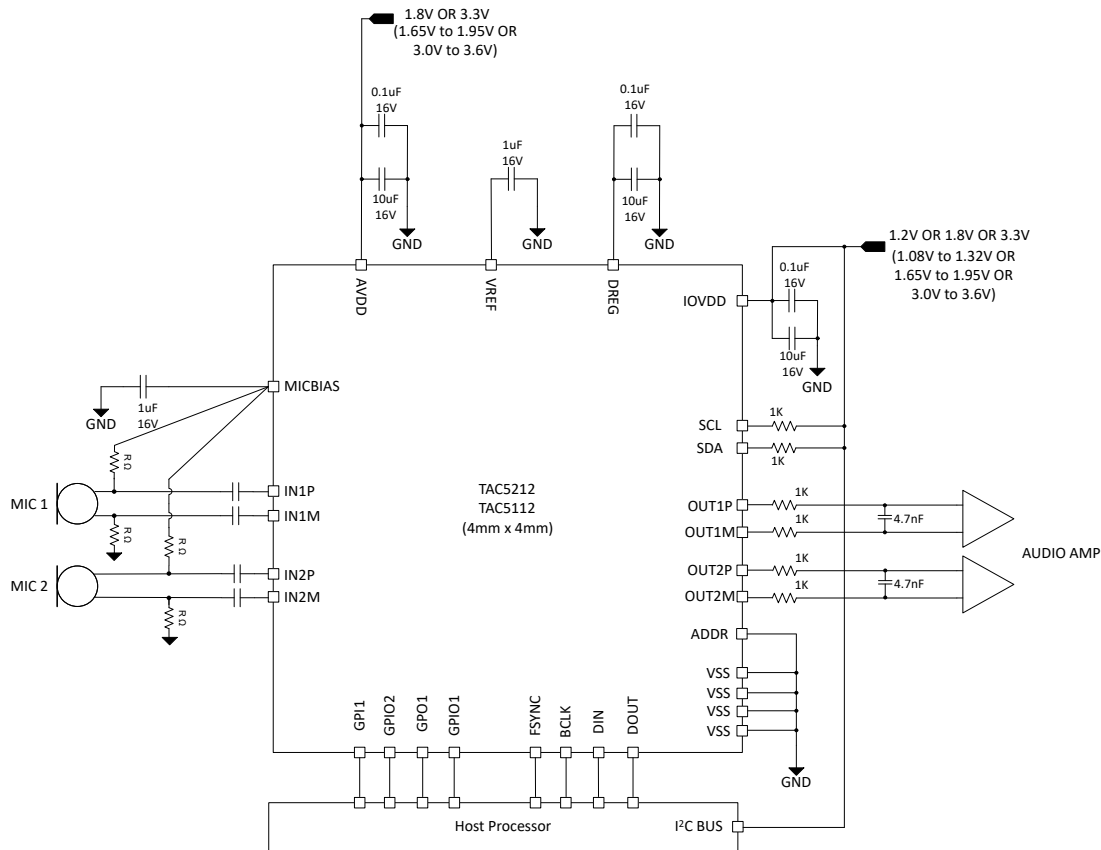 1.8V OR 3.3V
(1.65V to 1.95V OR
3.0V to 3.6V)
0.1uF
16V
10uF
16V
GND
1uF
16V
GND
0.1uF
16V
10uF
16V
GND
1.2V OR 1.8V OR 3.3V
(1.08V to 1.32V OR
1.65V to 1.95V OR
3.0V to 3.6V)
0.1uF
16V
10uF
16V
GND
AVDD
VREF
DREG
IOVDD
MICBIAS
1uF
16V
GND
R Ω
MIC 1
R Ω
IN1P
IN1M
R Ω
MIC 2
R Ω
IN2P
IN2M
TAC5212
TAC5112
(4mm x 4mm)
SCL
1K
SDA
1K
OUT1P
1K
OUT1M
1K
4.7nF
OUT2P
1K
OUT2M
1K
4.7nF
AUDIO AMP
ADDR
VSS
VSS
VSS
VSS
GND
GPI1
GPIO2
GPO1
GPIO1
FSYNC
BCLK
DIN
DOUT
Host Processor
I²C BUS